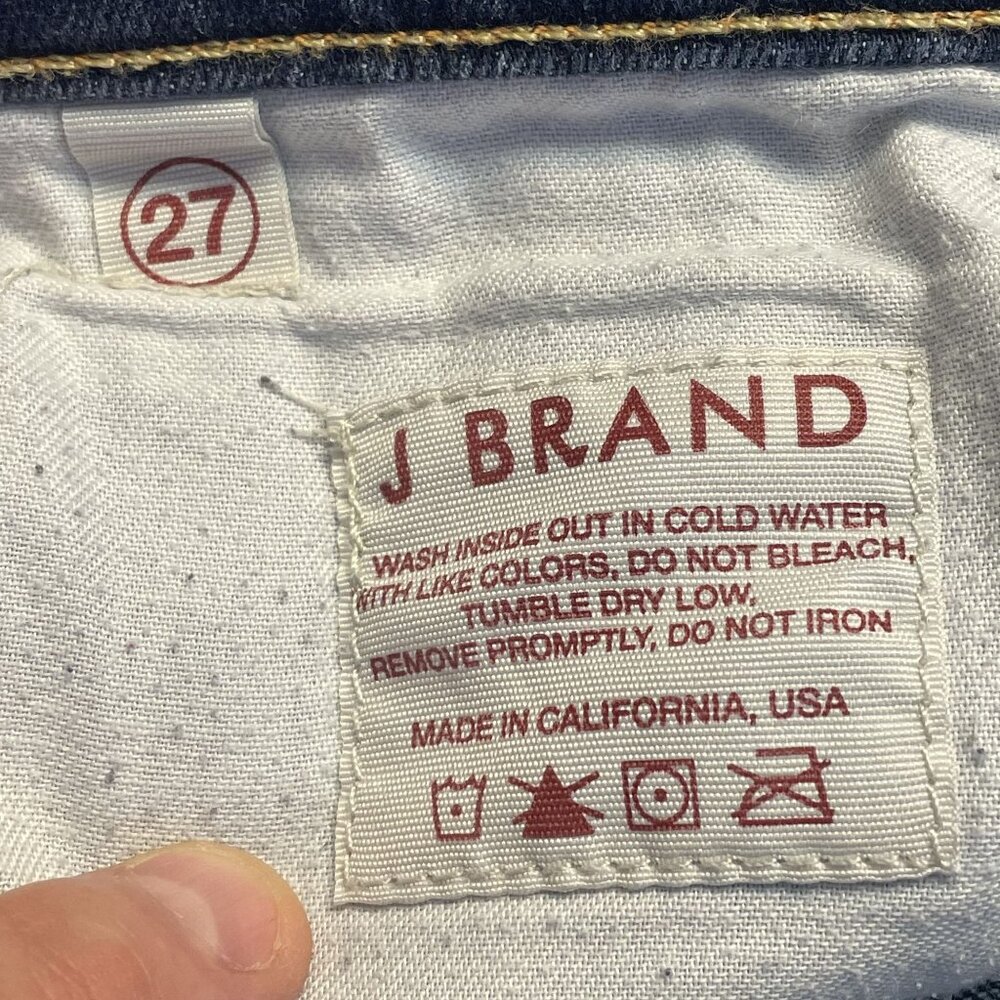 27
J BRAND
WASH INSIDE OUT IN COLD WATER
WITH LIKE COLORS, DO NOT BLEACH,
TUMBLE DRY LOW,
REMOVE PROMPTLY, DO NOT IRON
MADE IN CALIFORNIA, USA